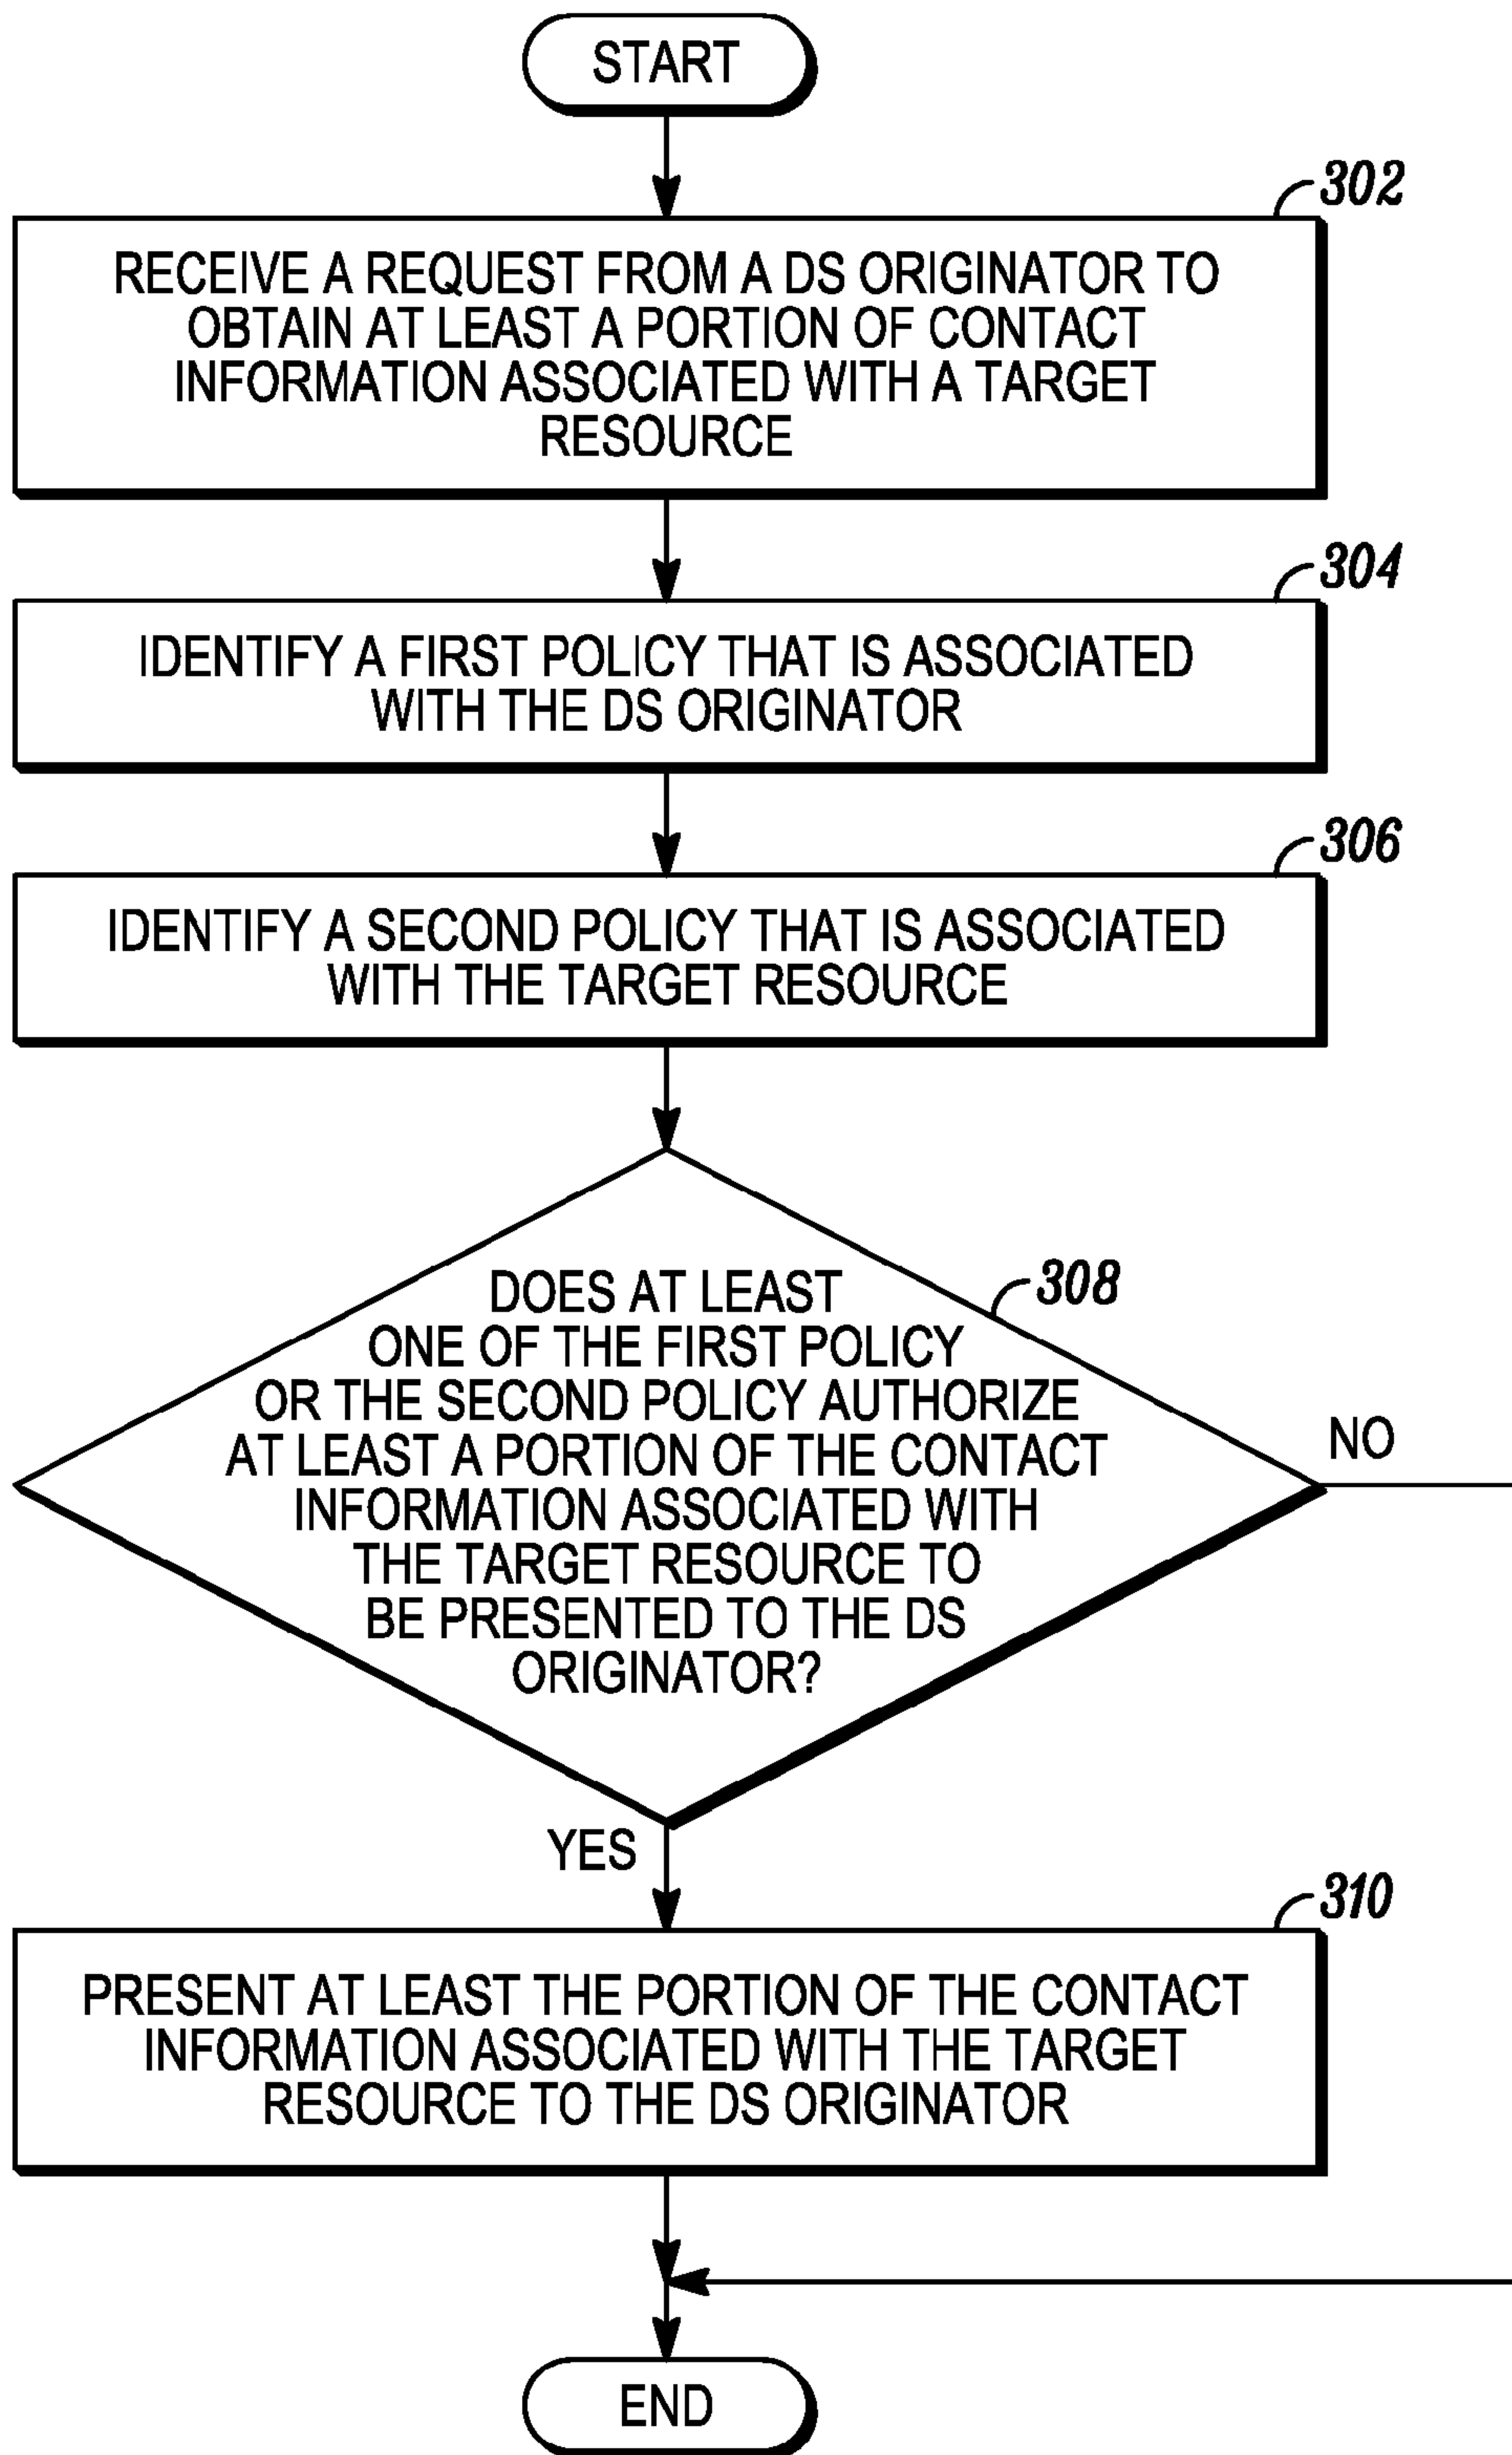 START
302
RECEIVE A REQUEST FROM A DS ORIGINATOR TO
OBTAIN AT LEAST A PORTION OF CONTACT
INFORMATION ASSOCIATED WITH A TARGET
RESOURCE
304
IDENTIFY A FIRST POLICY THAT IS ASSOCIATED
WITH THE DS ORIGINATOR
306
IDENTIFY A SECOND POLICY THAT IS ASSOCIATED
WITH THE TARGET RESOURCE
308
DOES AT LEAST
ONE OF THE FIRST POLICY
OR THE SECOND POLICY AUTHORIZE
AT LEAST A PORTION OF THE CONTACT
INFORMATION ASSOCIATED WITH
THE TARGET RESOURCE TO
BE PRESENTED TO THE DS
ORIGINATOR?
NO
YES
310
PRESENT AT LEAST THE PORTION OF THE CONTACT
INFORMATION ASSOCIATED WITH THE TARGET
RESOURCE TO THE DS ORIGINATOR
END